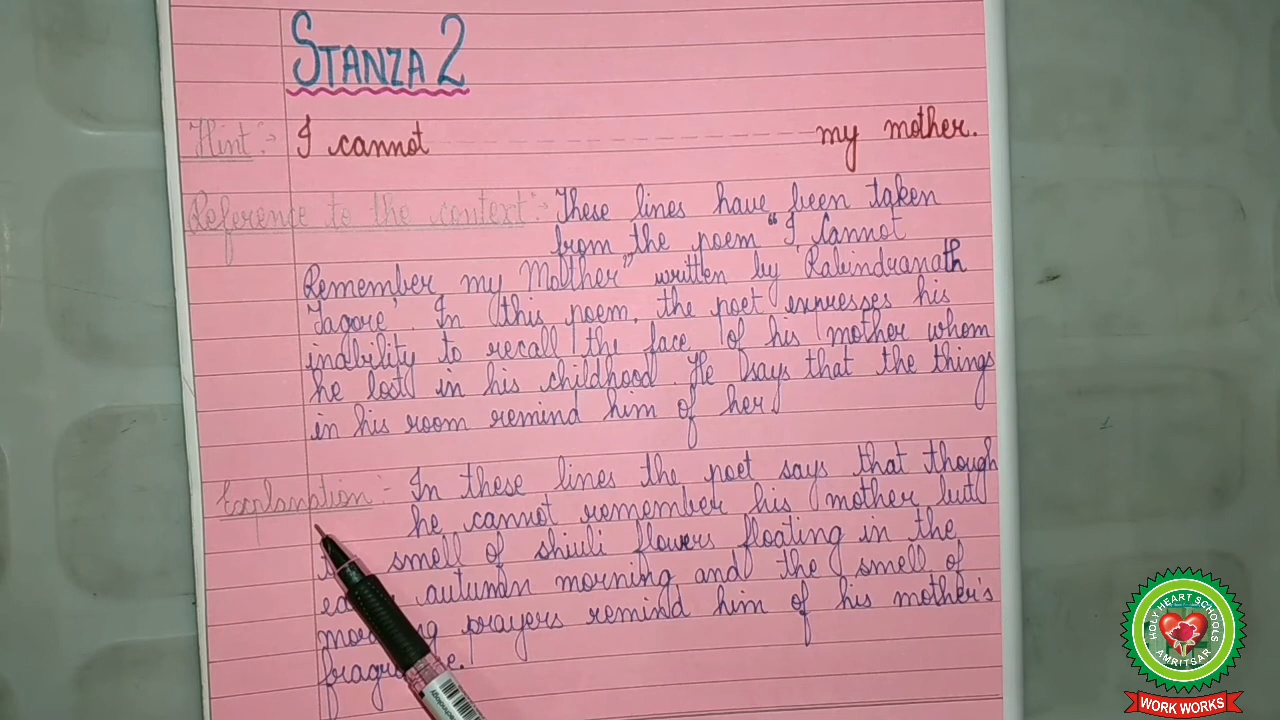 STANZA 2
Hint:- I cannot my mother.
Reference to the context:- These lines have been taken
from the poem "I Cannot
Remember my Mother" written by 'Rabindranath
Tagore'. In this poem, the poet expresses his
inability to recall the face of his mother whom
he lost in his childhood. He says that the things
in his room remind him of her.
Explanation:- In these lines the poet says that though
he cannot remember his mother but
smell of shiuli flowers floating in the
autumn morning and the smell of
prayers remind him of his mother's
HOLY HEART SCHOOLS
AMRITSAR
WORK WORKS